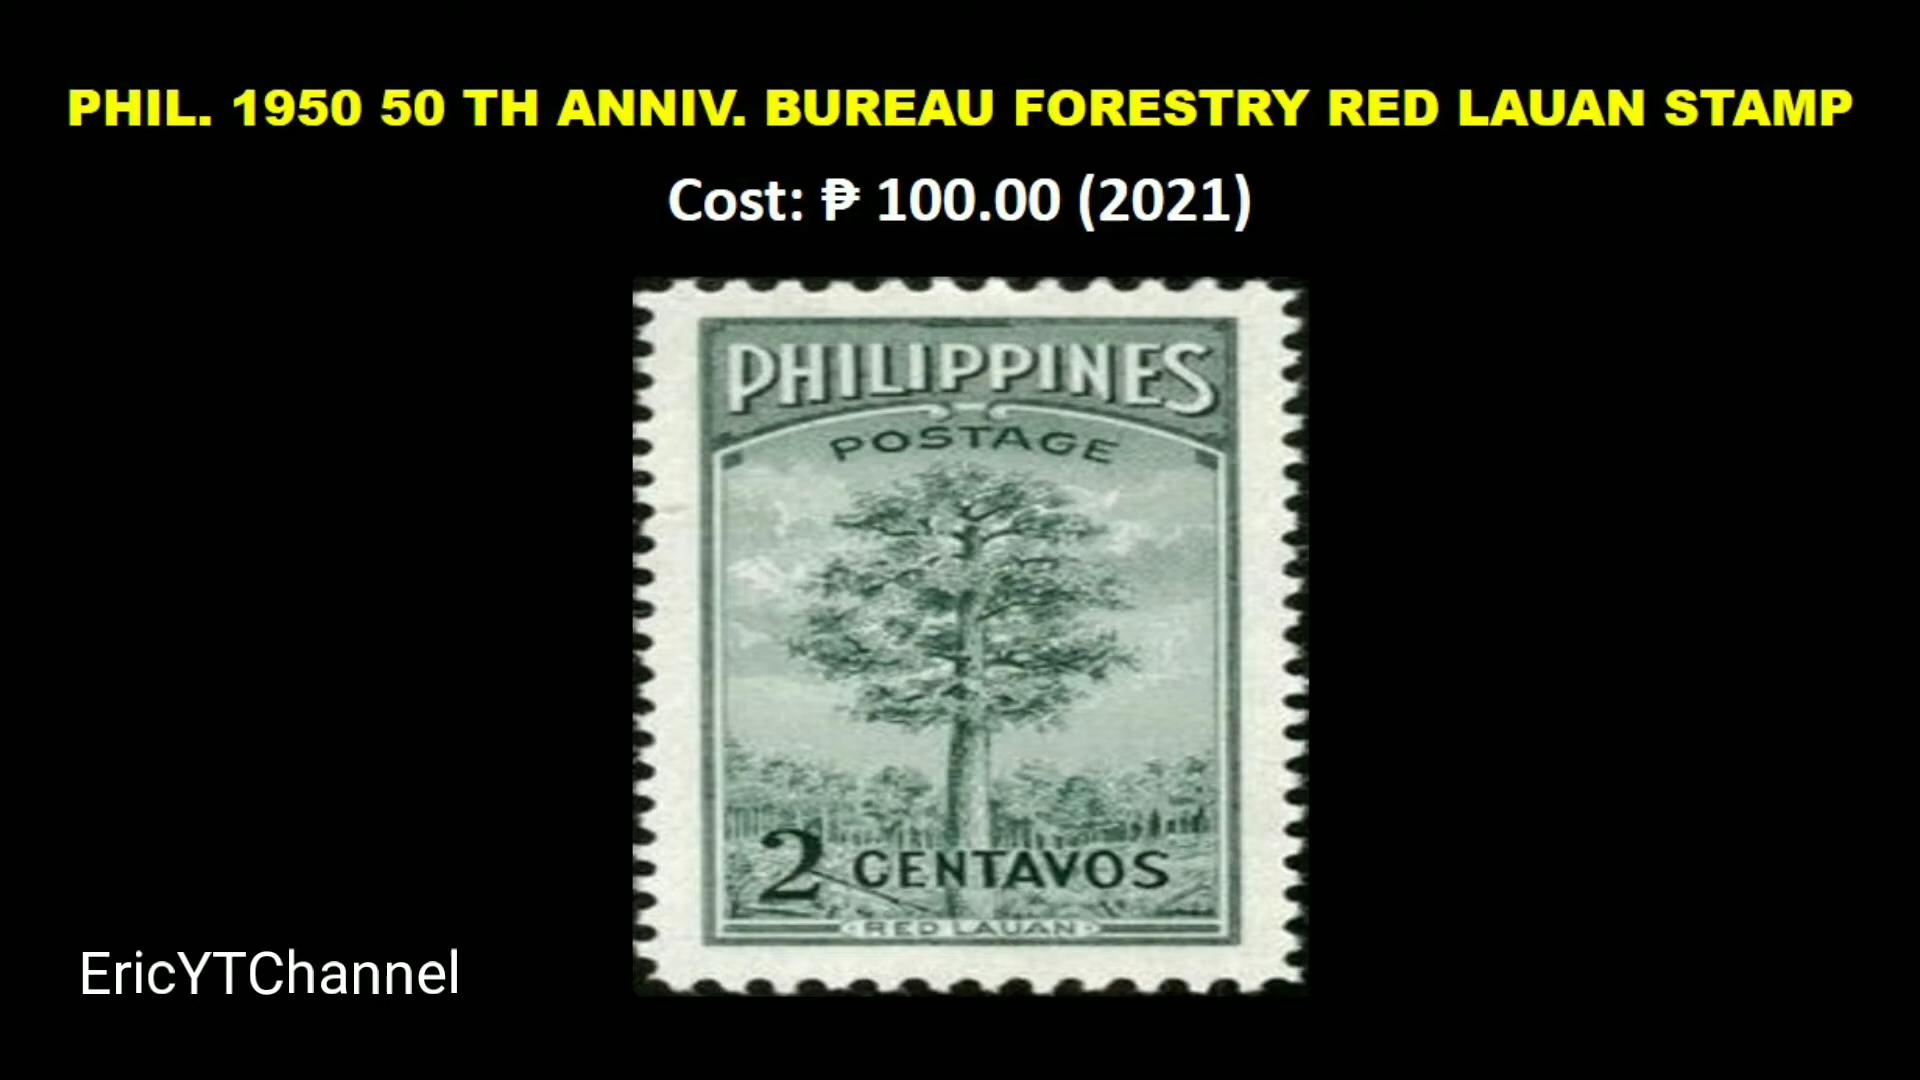 PHIL. 1950 50 TH ANNIV. BUREAU FORESTRY RED LAUAN STAMP
Cost: ₱ 100.00 (2021)
PHILIPPINES
POSTAGE
2 CENTAVOS
RED LAUAN
EricYTChannel